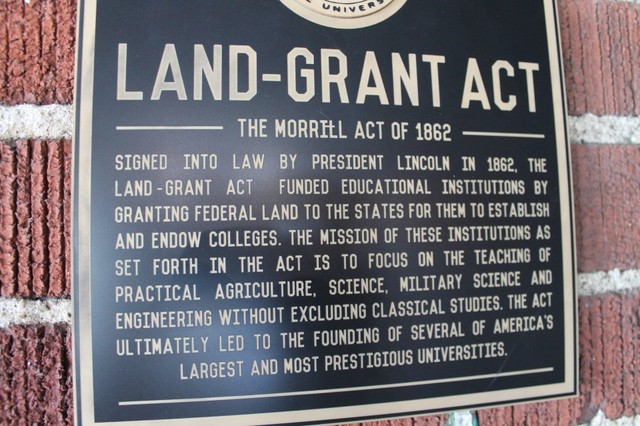 UNIVERS
LAND-GRANT ACT
THE MORRILL ACT OF 1862
SIGNED INTO LAW BY PRESIDENT LINCOLN IN 1862, THE
LAND-GRANT ACT FUNDED EDUCATIONAL INSTITUTIONS BY
GRANTING FEDERAL LAND TO THE STATES FOR THEM TO ESTABLISH
AND ENDOW COLLEGES. THE MISSION OF THESE INSTITUTIONS AS
SET FORTH IN THE ACT IS TO FOCUS ON THE TEACHING OF
PRACTICAL AGRICULTURE, SCIENCE, MILITARY SCIENCE AND
ENGINEERING WITHOUT EXCLUDING CLASSICAL STUDIES. THE ACT
ULTIMATELY LED TO THE FOUNDING OF SEVERAL OF AMERICA'S
LARGEST AND MOST PRESTIGIOUS UNIVERSITIES.